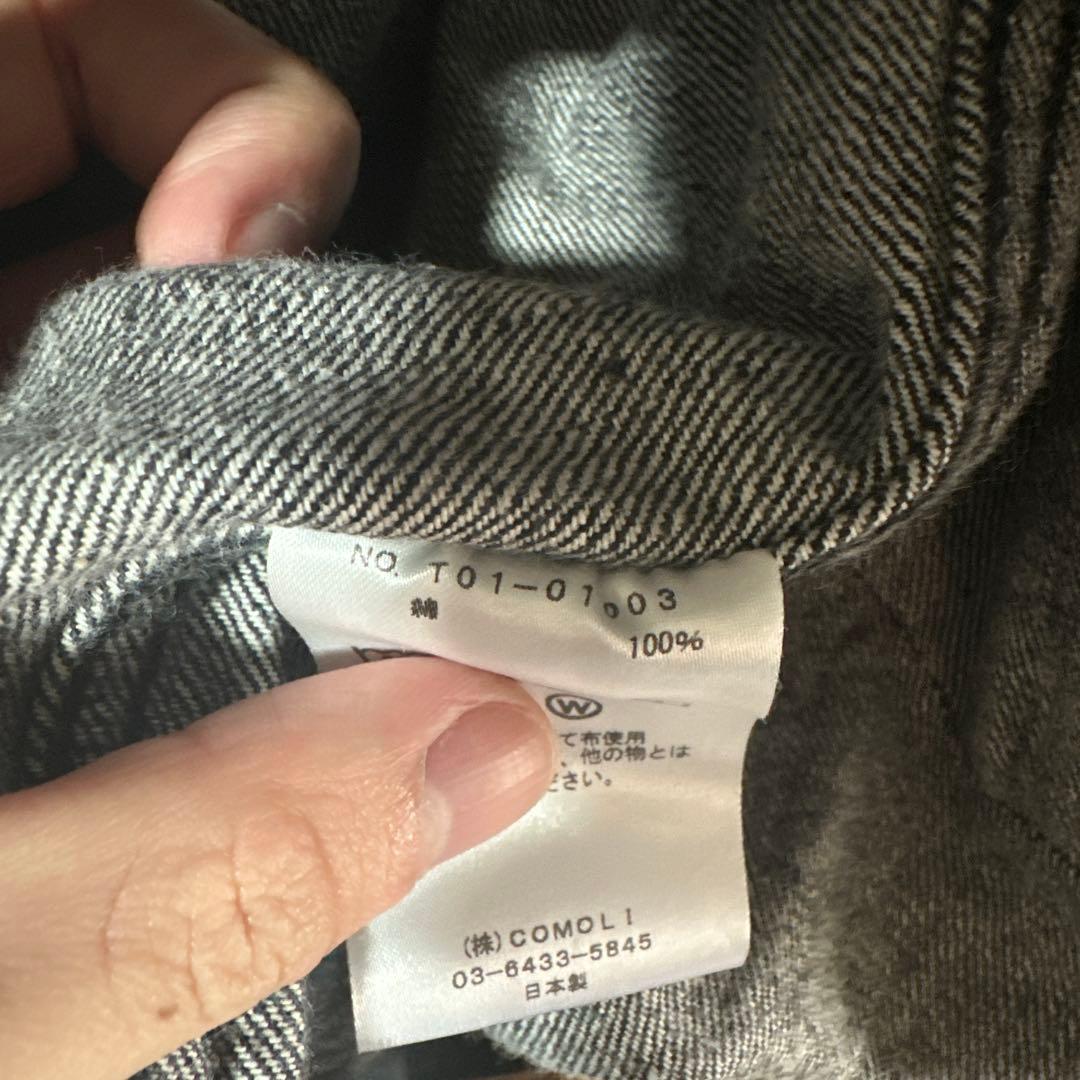 NO. T01-01003
綿 100%
W
て布使用
、他の物とは
ださい。
(株)COMOLI
03-6433-5845
日本製